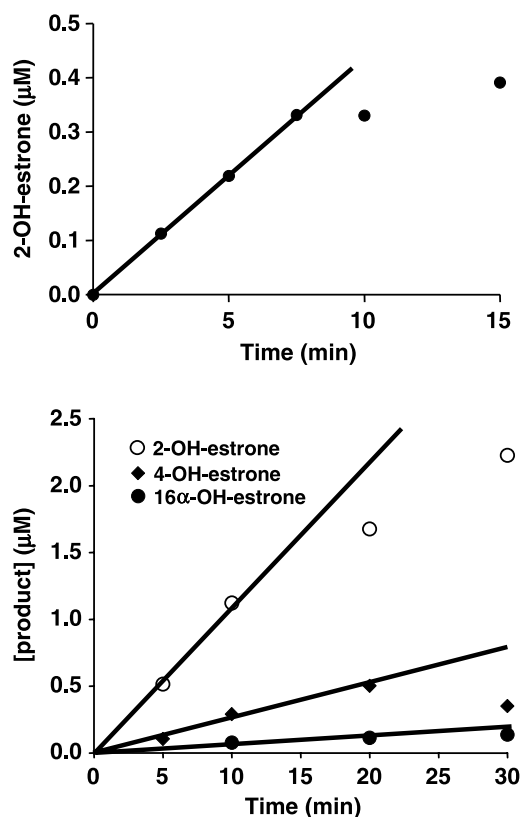 2-OH-estrone (μM)
0.5
0.4
0.3
0.2
0.1
0.0
0 5 10 15
Time (min)
[product] (μM)
2.5
2.0
1.5
1.0
0.5
0.0
2-OH-estrone
4-OH-estrone
16α-OH-estrone
0 5 10 15 20 25 30
Time (min)